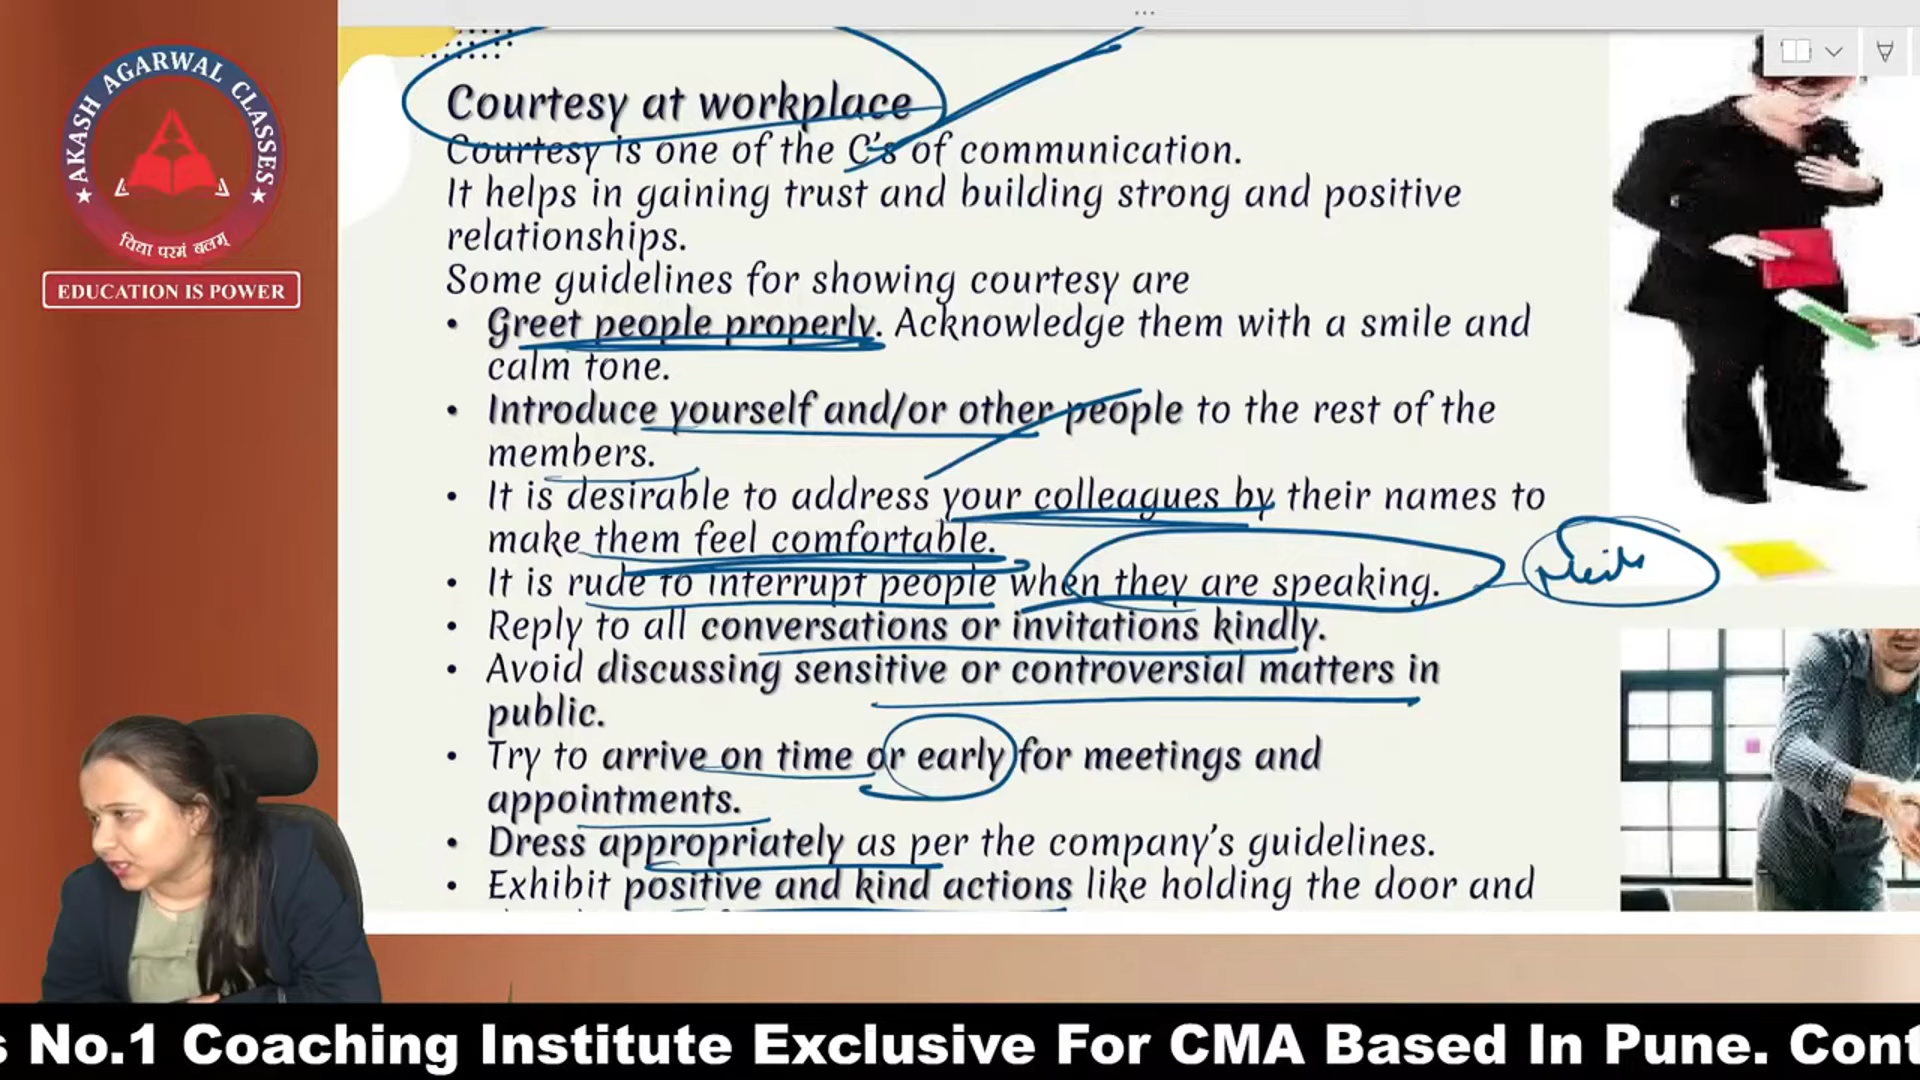 AKASH AGARWAL CLASSES
विद्या परमं बलम्
EDUCATION IS POWER
Courtesy at workplace
Courtesy is one of the C's of communication.
It helps in gaining trust and building strong and positive
relationships.
Some guidelines for showing courtesy are
• Greet people properly. Acknowledge them with a smile and
calm tone.
• Introduce yourself and/or other people to the rest of the
members.
• It is desirable to address your colleagues by their names to
make them feel comfortable.
• It is rude to interrupt people when they are speaking.
• Reply to all conversations or invitations kindly.
• Avoid discussing sensitive or controversial matters in
public.
• Try to arrive on time or early for meetings and
appointments.
• Dress appropriately as per the company's guidelines.
• Exhibit positive and kind actions like holding the door and
s No.1 Coaching Institute Exclusive For CMA Based In Pune. Cont